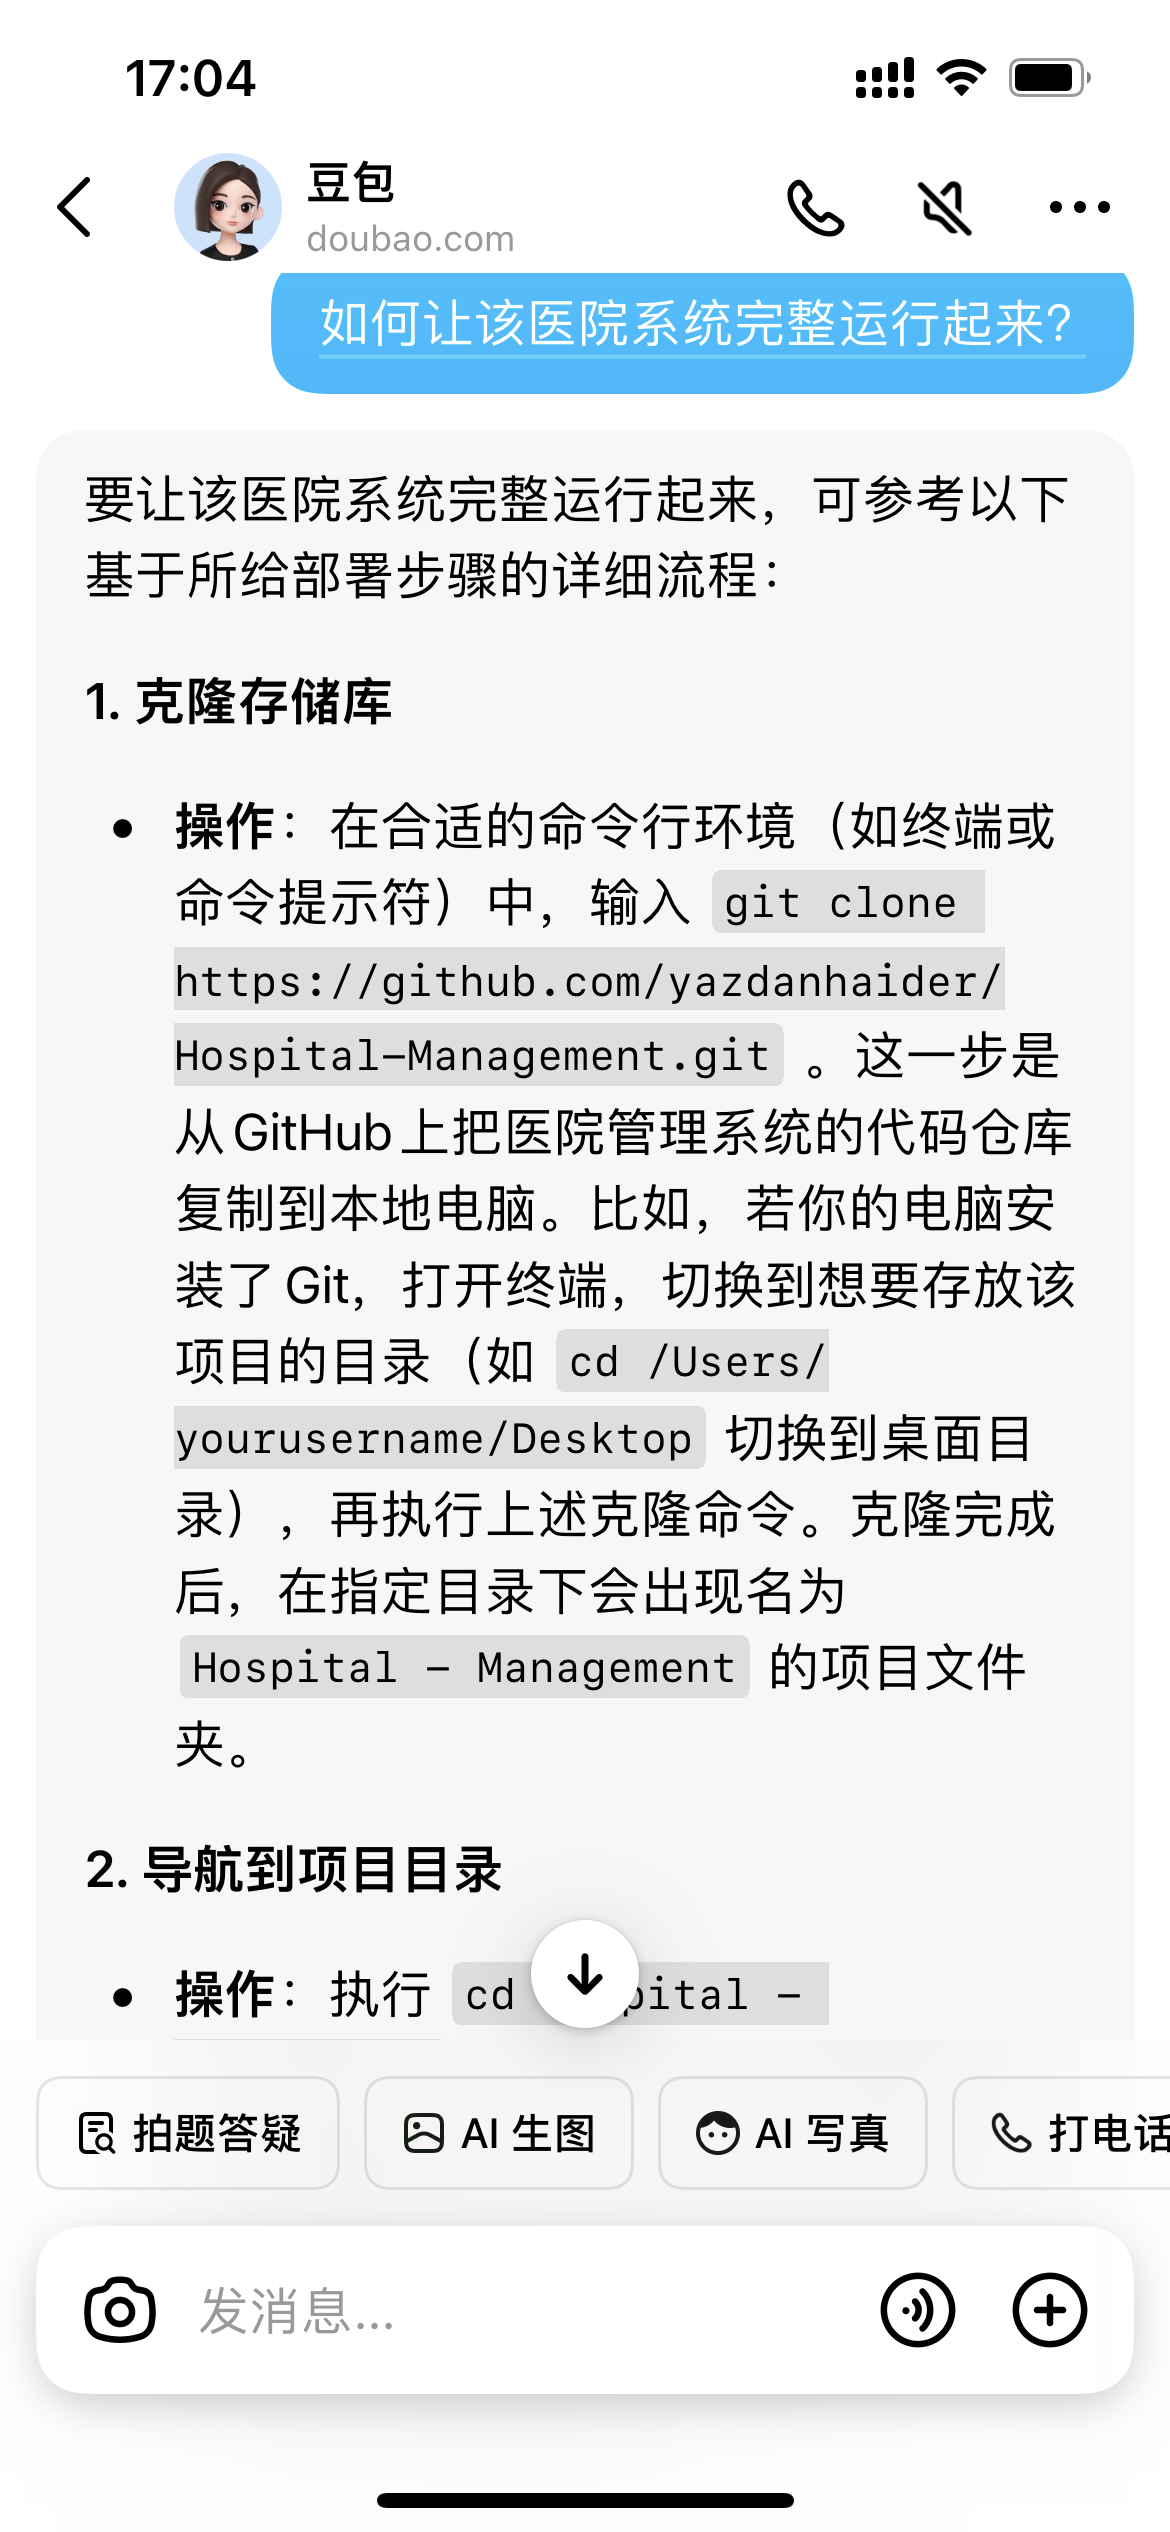 17:04
豆包
doubao.com
如何让该医院系统完整运行起来?
要让该医院系统完整运行起来，可参考以下
基于所给部署步骤的详细流程：
1. 克隆存储库
• 操作：在合适的命令行环境（如终端或
命令提示符）中，输入 git clone
https://github.com/yazdanhaider/
Hospital-Management.git 。这一步是
从GitHub上把医院管理系统的代码仓库
复制到本地电脑。比如，若你的电脑安
装了Git，打开终端，切换到想要存放该
项目的目录（如 cd /Users/
yourusername/Desktop 切换到桌面目
录），再执行上述克隆命令。克隆完成
后，在指定目录下会出现名为
Hospital - Management 的项目文件
夹。
2. 导航到项目目录
• 操作：执行 cd pital -
拍题答疑
AI 生图
AI 写真
打电话
发消息...